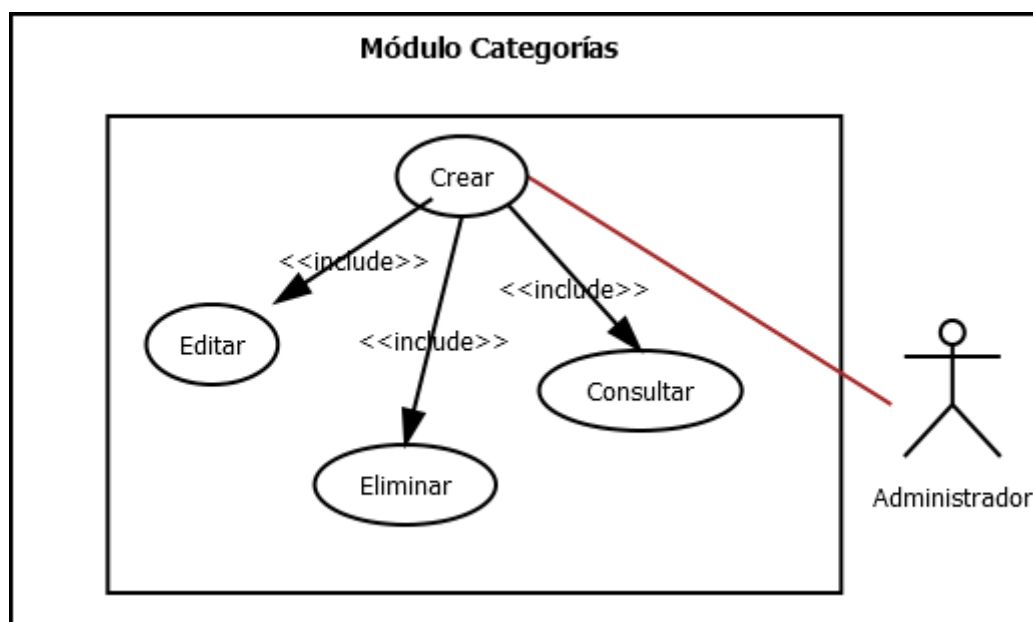 Módulo Categorías
Crear
<<include>>
<<include>>
<<include>>
Editar
Consultar
Eliminar
Administrador